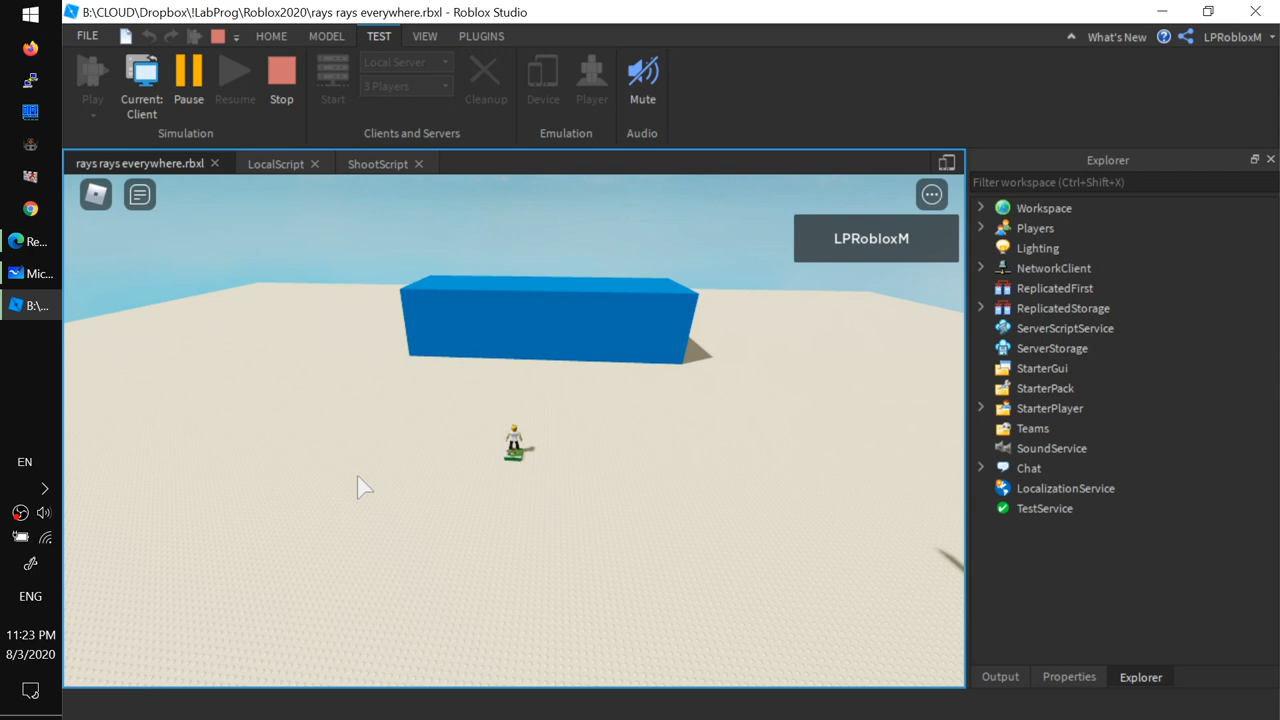 B:\CLOUD\Dropbox\!LabProg\Roblox2020\rays rays everywhere.rbxl - Roblox Studio
FILE HOME MODEL TEST VIEW PLUGINS What's New LPRobloxM
Play Current: Client Pause Resume Stop
Simulation
Start Local Server 3 Players Cleanup
Clients and Servers
Device Player
Emulation
Mute
Audio
rays rays everywhere.rbxl LocalScript ShootScript
LPRobloxM
Explorer
Filter workspace (Ctrl+Shift+X)
Workspace
Players
Lighting
NetworkClient
ReplicatedFirst
ReplicatedStorage
ServerScriptService
ServerStorage
StarterGui
StarterPack
StarterPlayer
Teams
SoundService
Chat
LocalizationService
TestService
Output Properties Explorer
Re...
Mic...
B:\...
EN
ENG
11:23 PM
8/3/2020